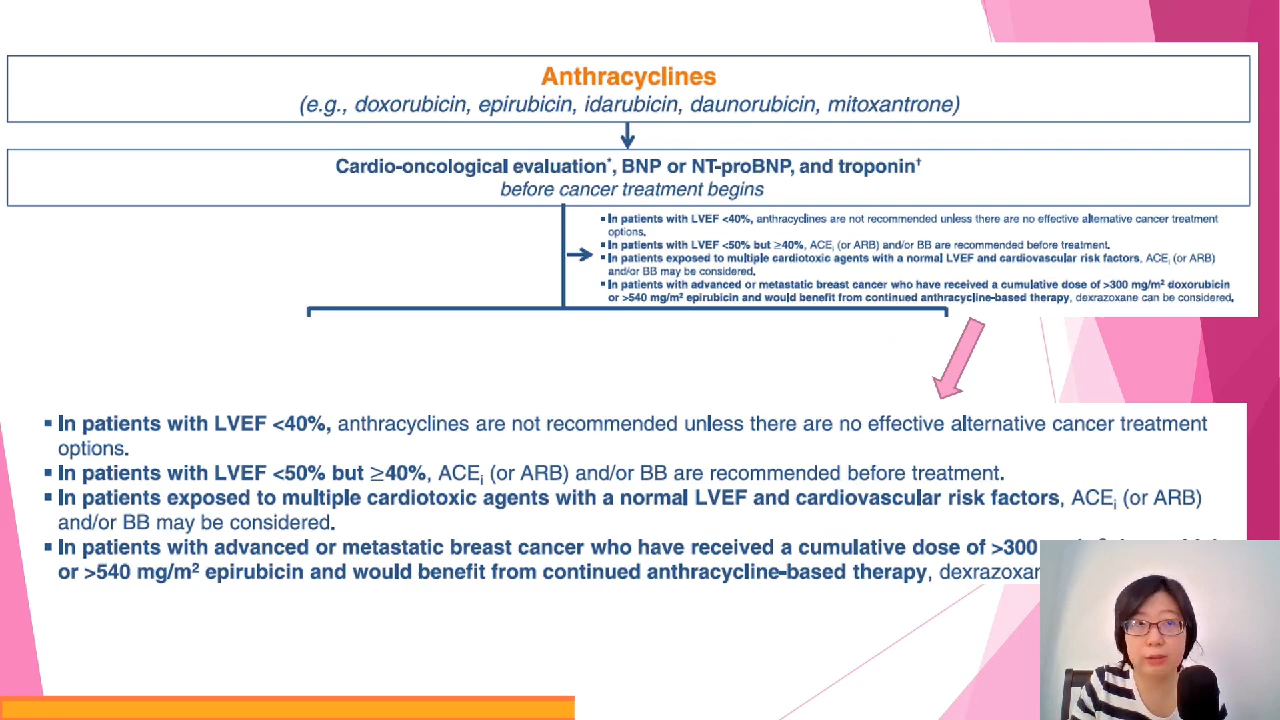 Anthracyclines
(e.g., doxorubicin, epirubicin, idarubicin, daunorubicin, mitoxantrone)
Cardio-oncological evaluation*, BNP or NT-proBNP, and troponin†
before cancer treatment begins
▪ In patients with LVEF <40%, anthracyclines are not recommended unless there are no effective alternative cancer treatment
options.
▪ In patients with LVEF <50% but ≥40%, ACEi (or ARB) and/or BB are recommended before treatment.
▪ In patients exposed to multiple cardiotoxic agents with a normal LVEF and cardiovascular risk factors, ACEi (or ARB)
and/or BB may be considered.
▪ In patients with advanced or metastatic breast cancer who have received a cumulative dose of >300 mg/m² doxorubicin
or >540 mg/m² epirubicin and would benefit from continued anthracycline-based therapy, dexrazoxane can be considered.
▪ In patients with LVEF <40%, anthracyclines are not recommended unless there are no effective alternative cancer treatment
options.
▪ In patients with LVEF <50% but ≥40%, ACEi (or ARB) and/or BB are recommended before treatment.
▪ In patients exposed to multiple cardiotoxic agents with a normal LVEF and cardiovascular risk factors, ACEi (or ARB)
and/or BB may be considered.
▪ In patients with advanced or metastatic breast cancer who have received a cumulative dose of >300
or >540 mg/m² epirubicin and would benefit from continued anthracycline-based therapy,